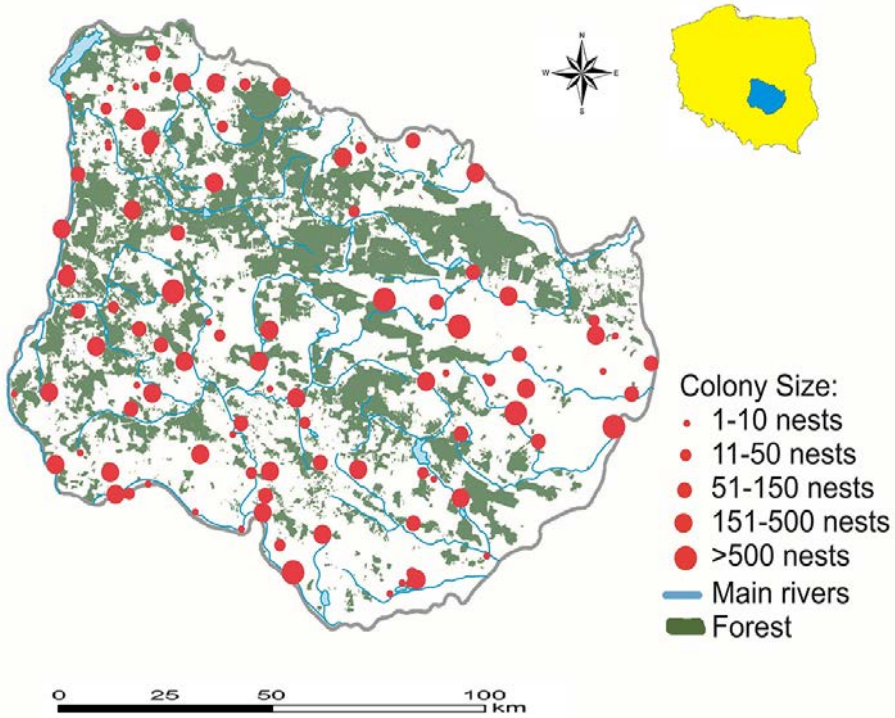 N
W E
S
Colony Size:
1-10 nests
11-50 nests
51-150 nests
151-500 nests
>500 nests
Main rivers
Forest
0 25 50 100
km